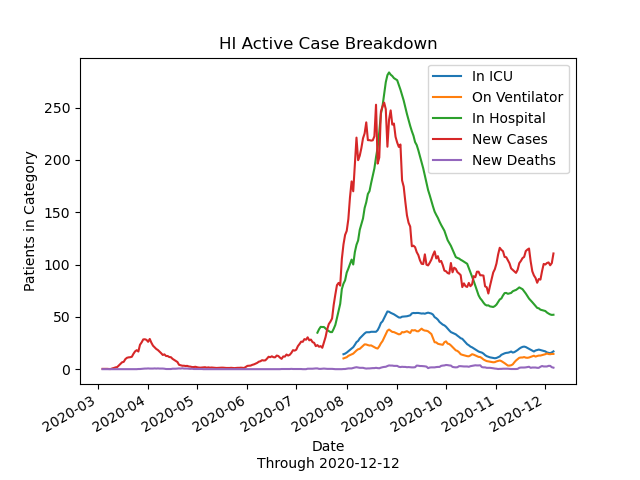 HI Active Case Breakdown
In ICU
On Ventilator
In Hospital
New Cases
New Deaths
Patients in Category
250
200
150
100
50
0
2020-03
2020-04
2020-05
2020-06
2020-07
2020-08
2020-09
2020-10
2020-11
2020-12
Date
Through 2020-12-12